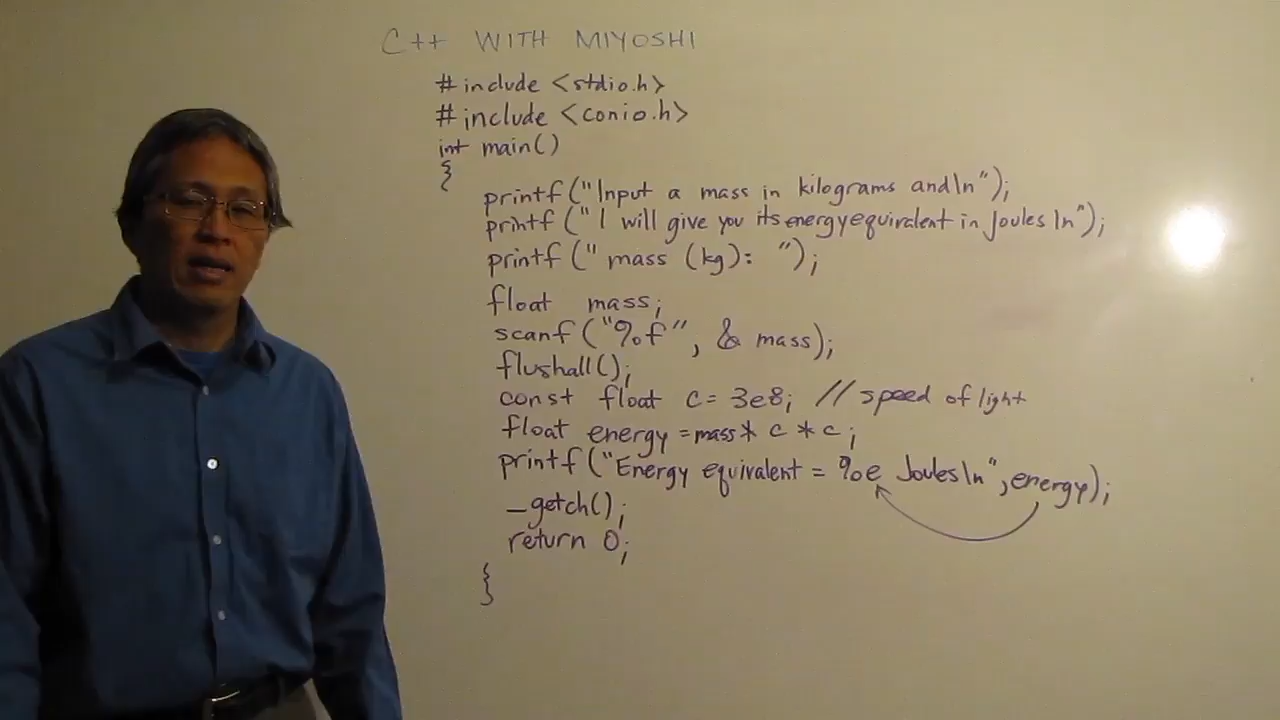 C++ WITH MIYOSHI
#include <stdio.h>
#include <conio.h>
int main()
{
printf("Input a mass in kilograms and\n");
printf("I will give you its energy equivalent in Joules\n");
printf("mass (kg): ");
float mass;
scanf("%f", &mass);
flushall();
const float c = 3e8; // speed of light
float energy = mass * c * c;
printf("Energy equivalent = %e Joules\n", energy);
_getch();
return 0;
}